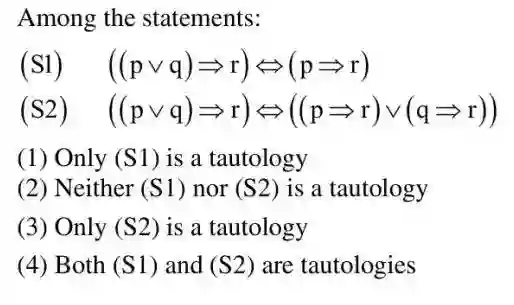 Among the statements:
(S1) ((p ∨ q) ⇒ r) ⇔ (p ⇒ r)
(S2) ((p ∨ q) ⇒ r) ⇔ ((p ⇒ r) ∨ (q ⇒ r))
(1) Only (S1) is a tautology
(2) Neither (S1) nor (S2) is a tautology
(3) Only (S2) is a tautology
(4) Both (S1) and (S2) are tautologies